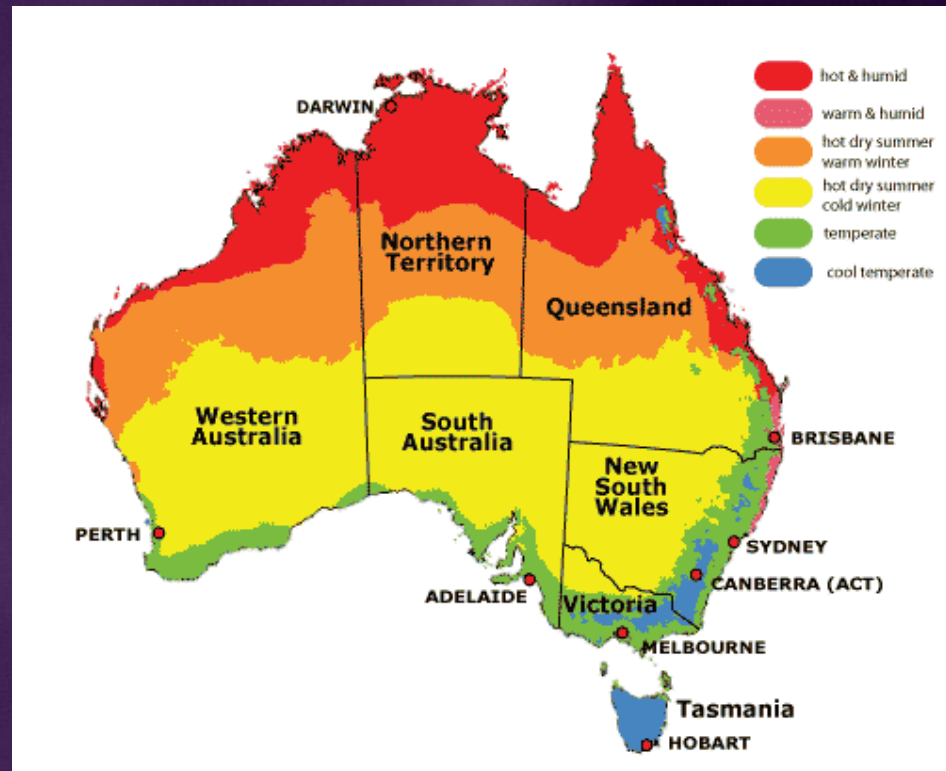 hot & humid
DARWIN
warm & humid
hot dry summer
warm winter
hot dry summer
cold winter
Northern
Territory
temperate
cool temperate
Queensland
Western
Australia
South
Australia
BRISBANE
New
South
Wales
PERTH
SYDNEY
CANBERRA (ACT)
ADELAIDE
Victoria
MELBOURNE
Tasmania
HOBART